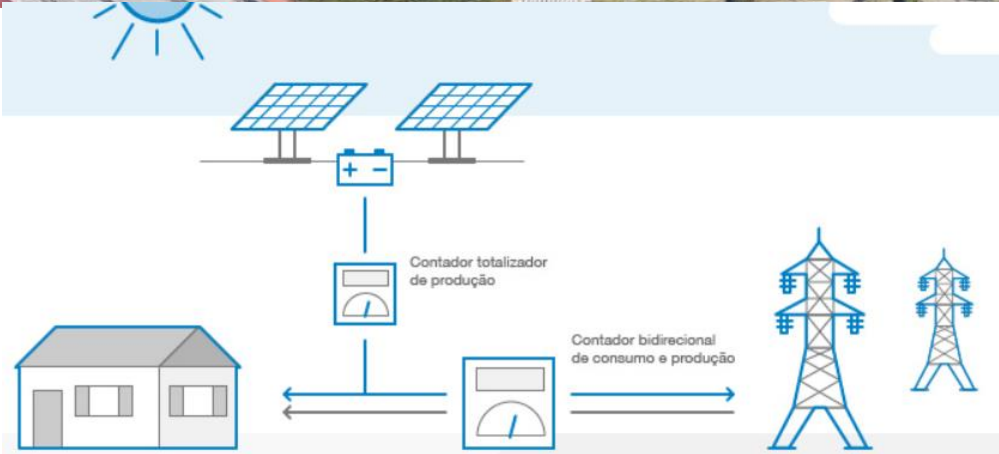 Contador totalizador
de produção
Contador bidirecional
de consumo e produção